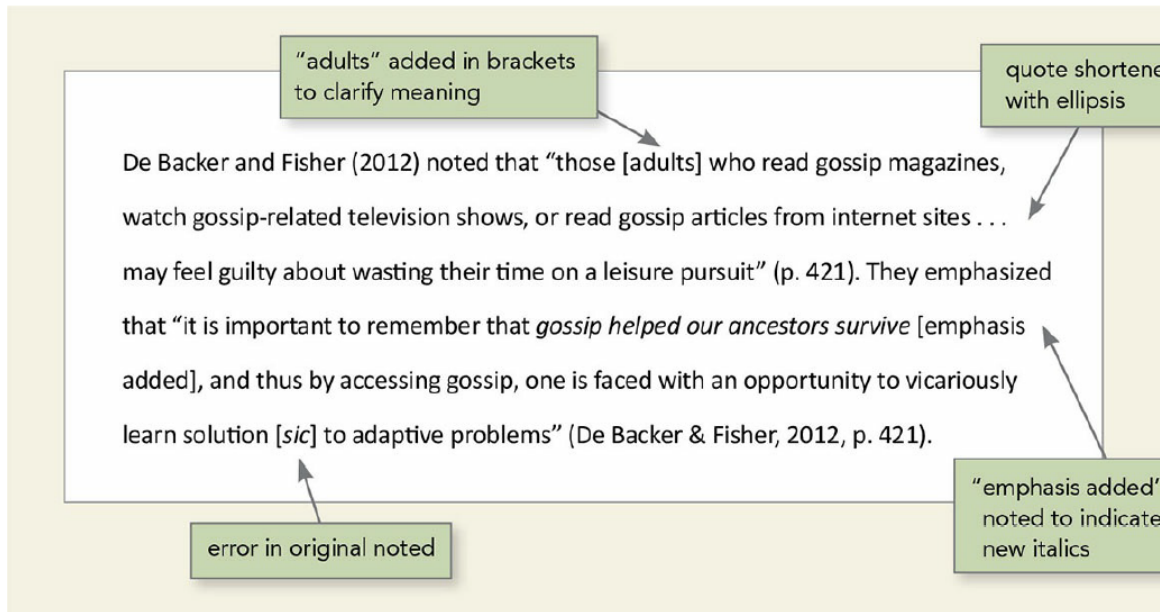 "adults" added in brackets
to clarify meaning
quote shortene
with ellipsis
De Backer and Fisher (2012) noted that “those [adults] who read gossip magazines,
watch gossip-related television shows, or read gossip articles from internet sites . . .
may feel guilty about wasting their time on a leisure pursuit” (p. 421). They emphasized
that “it is important to remember that gossip helped our ancestors survive [emphasis
added], and thus by accessing gossip, one is faced with an opportunity to vicariously
learn solution [sic] to adaptive problems” (De Backer & Fisher, 2012, p. 421).
error in original noted
"emphasis added"
noted to indicate
new italics